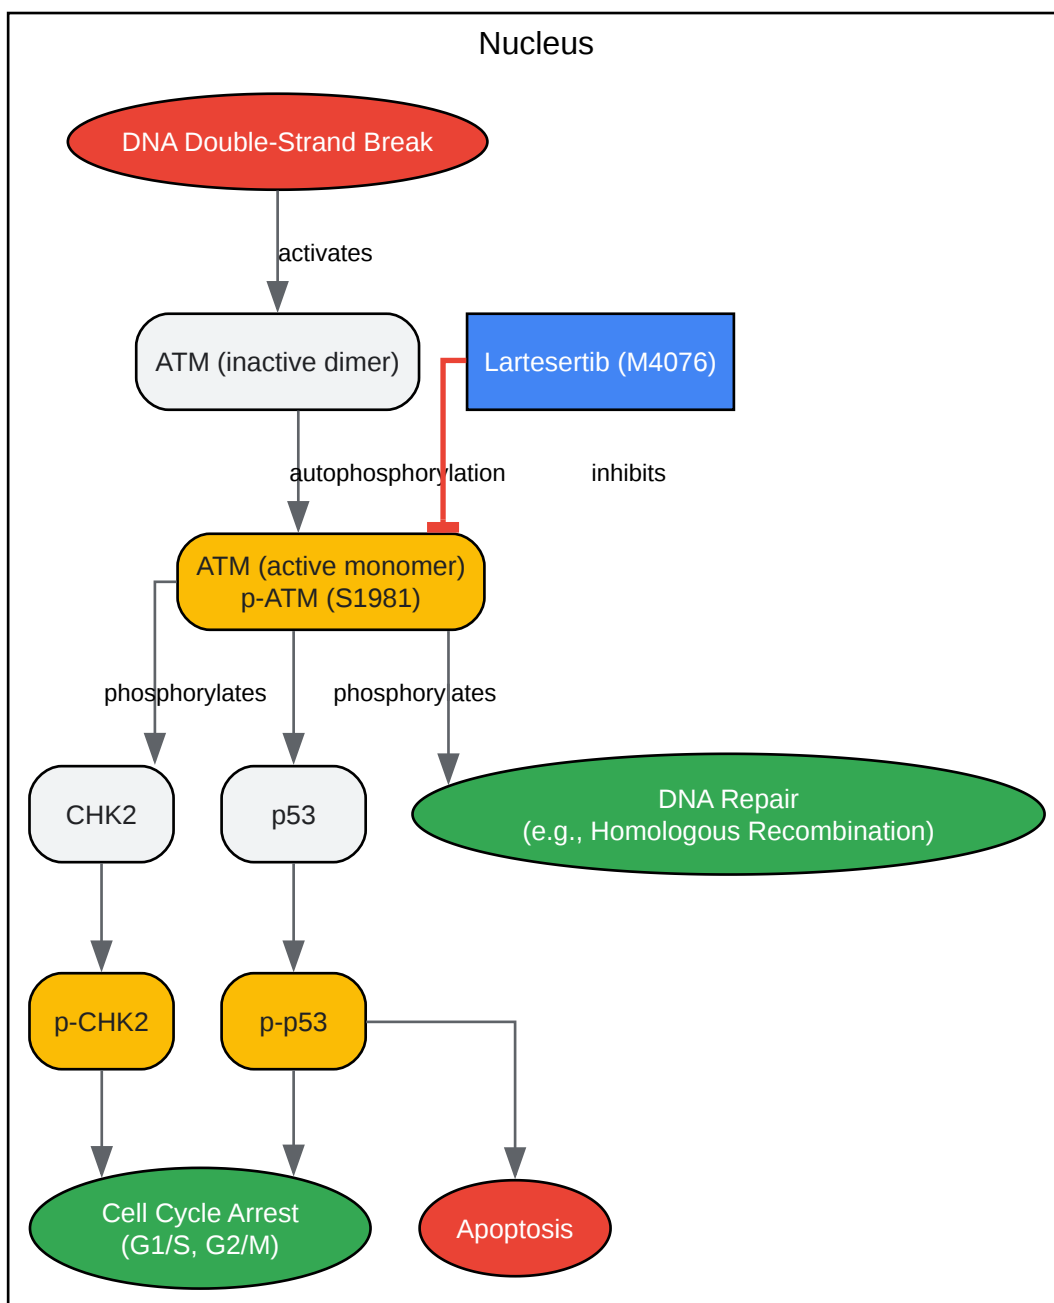 Nucleus
DNA Double-Strand Break
activates
ATM (inactive dimer)
Lartesertib (M4076)
autophosphorylation
inhibits
ATM (active monomer)
p-ATM (S1981)
phosphorylates
phosphorylates
CHK2
p53
DNA Repair
(e.g., Homologous Recombination)
p-CHK2
p-p53
Cell Cycle Arrest
(G1/S, G2/M)
Apoptosis